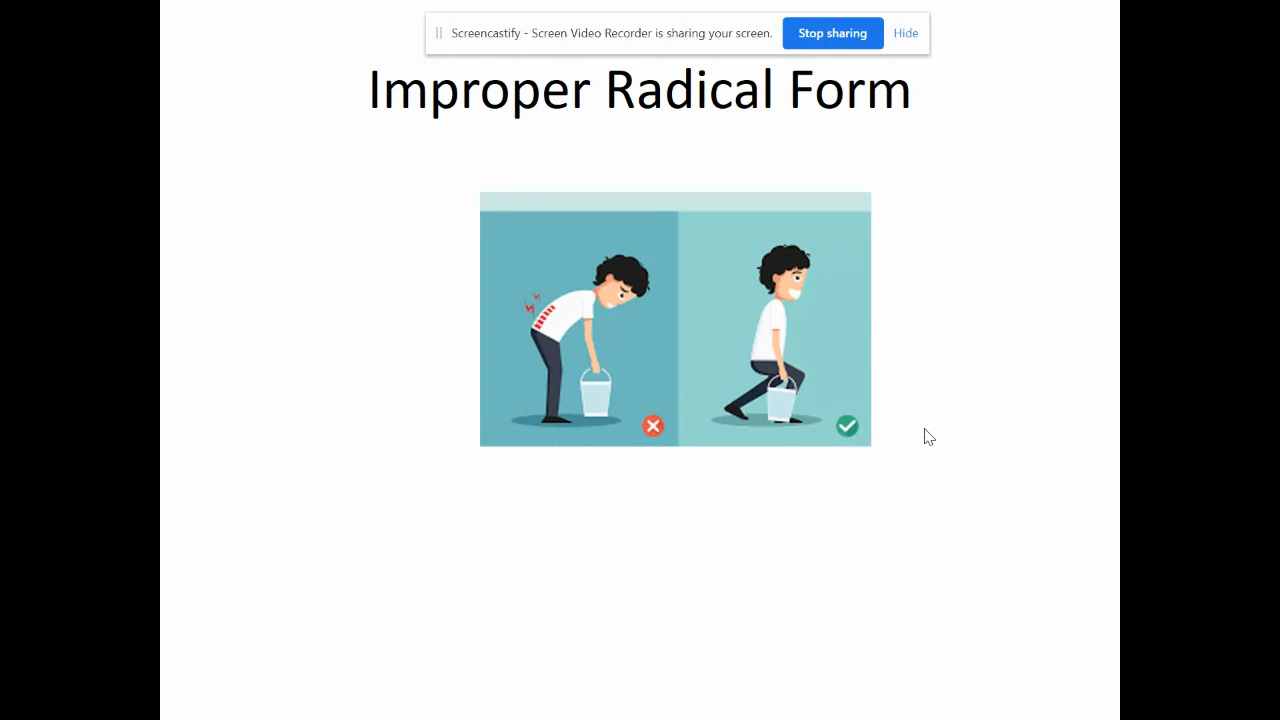 Screencastify - Screen Video Recorder is sharing your screen. Stop sharing Hide
Improper Radical Form